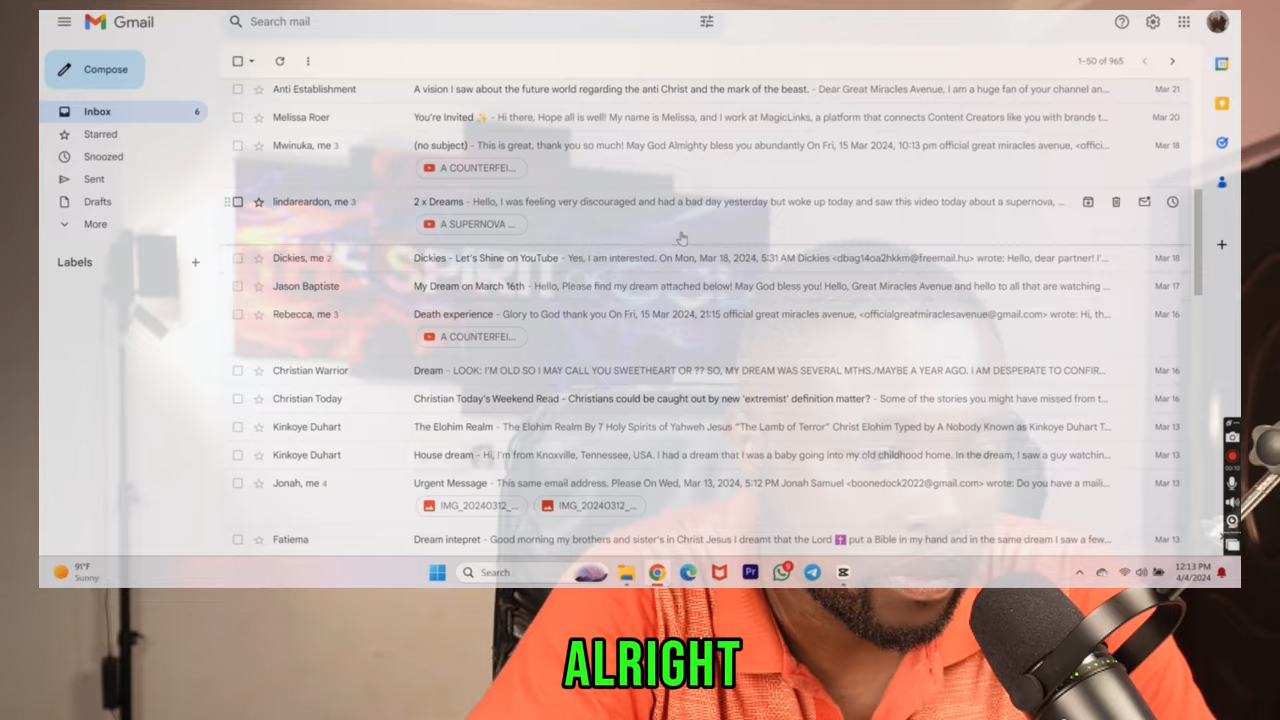 Gmail
Search mail
Compose
1-50 of 965
Inbox 6
Starred
Snoozed
Sent
Drafts
More
Labels
Anti Establishment A vision I saw about the future world regarding the anti Christ and the mark of the beast. - Dear Great Miracles Avenue, I am a huge fan of your channel an... Mar 21
Melissa Roer You're Invited ✨ - Hi there, Hope all is well! My name is Melissa, and I work at MagicLinks, a platform that connects Content Creators like you with brands t... Mar 20
Mwinuka, me 3 (no subject) - This is great, thank you so much! May God Almighty bless you abundantly On Fri, 15 Mar 2024, 10:13 pm official great miracles avenue, <offici... Mar 18
A COUNTERFEI...
lindareardon, me 3 2 x Dreams - Hello, I was feeling very discouraged and had a bad day yesterday but woke up today and saw this video today about a supernova, ...
A SUPERNOVA ...
Dickies, me 2 Dickies - Let's Shine on YouTube - Yes, I am interested. On Mon, Mar 18, 2024, 5:31 AM Dickies <dbag14oa2hkkm@freemail.hu> wrote: Hello, dear partner! I'... Mar 18
Jason Baptiste My Dream on March 16th - Hello, Please find my dream attached below! May God bless you! Hello, Great Miracles Avenue and hello to all that are watching ... Mar 17
Rebecca, me 3 Death experience - Glory to God thank you On Fri, 15 Mar 2024, 21:15 official great miracles avenue, <officialgreatmiraclesavenue@gmail.com> wrote: Hi, th... Mar 16
A COUNTERFEI...
Christian Warrior Dream - LOOK: I'M OLD SO I MAY CALL YOU SWEETHEART OR ?? SO, MY DREAM WAS SEVERAL MTHS./MAYBE A YEAR AGO. I AM DESPERATE TO CONFIR... Mar 16
Christian Today Christian Today's Weekend Read - Christians could be caught out by new 'extremist' definition matter? - Some of the stories you might have missed from t... Mar 16
Kinkoye Duhart The Elohim Realm - The Elohim Realm By 7 Holy Spirits of Yahweh Jesus "The Lamb of Terror" Christ Elohim Typed by A Nobody Known as Kinkoye Duhart T... Mar 13
Kinkoye Duhart House dream - Hi, I'm from Knoxville, Tennessee, USA. I had a dream that I was a baby going into my old childhood home. In the dream, I saw a guy watchin... Mar 13
Jonah, me 4 Urgent Message - This same email address. Please On Wed, Mar 13, 2024, 5:12 PM Jonah Samuel <boonedock2022@gmail.com> wrote: Do you have a maili... Mar 13
IMG_20240312_... IMG_20240312_...
Fatiema Dream intepret - Good morning my brothers and sister's in Christ Jesus I dreamt that the Lord ✝️ put a Bible in my hand and in the same dream I saw a few... Mar 13
00:10
91°F
Sunny
Search
Pr
12:13 PM
4/4/2024
ALRIGHT